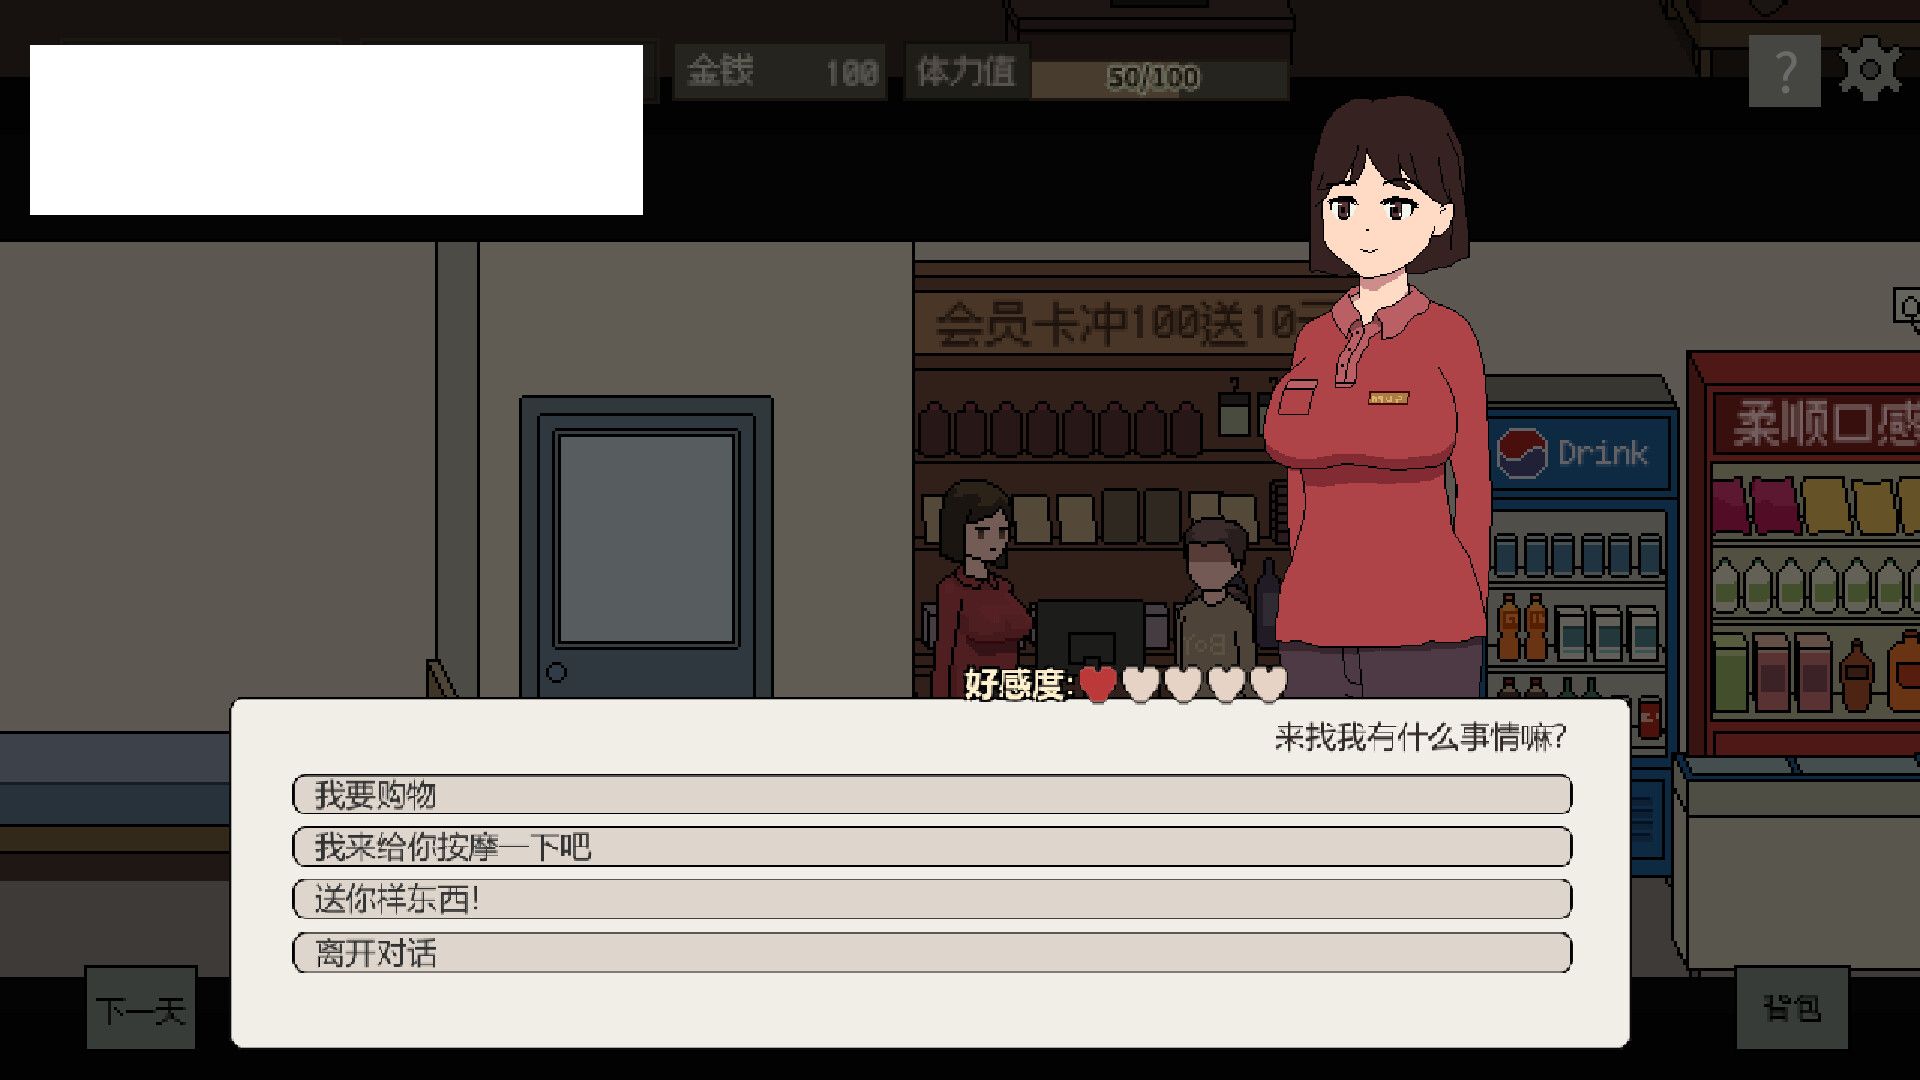 金钱 100
体力值 50/100
?
会员卡冲100送10
Drink
柔顺口感
BoY
好感度:
来找我有什么事情嘛?
我要购物
我来给你按摩一下吧
送你样东西!
离开对话
下一天
背包